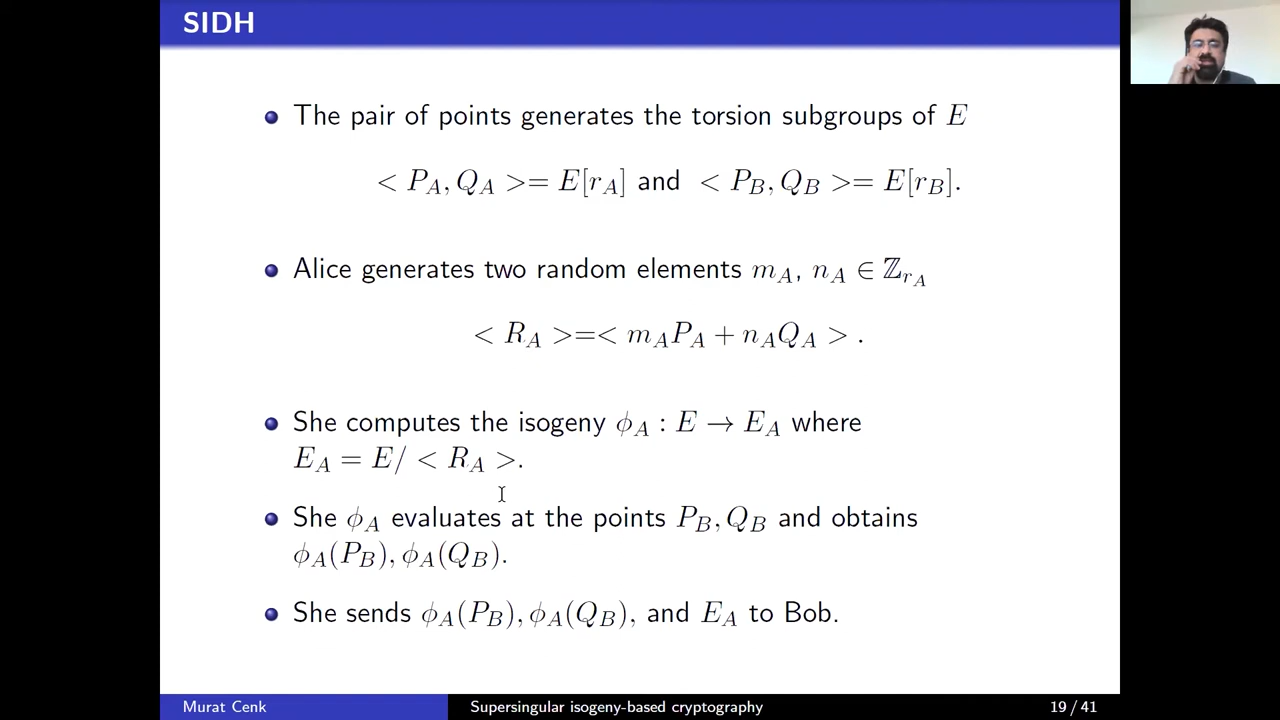 SIDH
The pair of points generates the torsion subgroups of E
< P_A, Q_A >= E[r_A] and < P_B, Q_B >= E[r_B].
Alice generates two random elements m_A, n_A ∈ ℤ_{r_A}
< R_A >=< m_A P_A + n_A Q_A > .
She computes the isogeny ϕ_A : E → E_A where
E_A = E/ < R_A >.
She ϕ_A evaluates at the points P_B, Q_B and obtains
ϕ_A(P_B), ϕ_A(Q_B).
She sends ϕ_A(P_B), ϕ_A(Q_B), and E_A to Bob.
Murat Cenk Supersingular isogeny-based cryptography 19 / 41